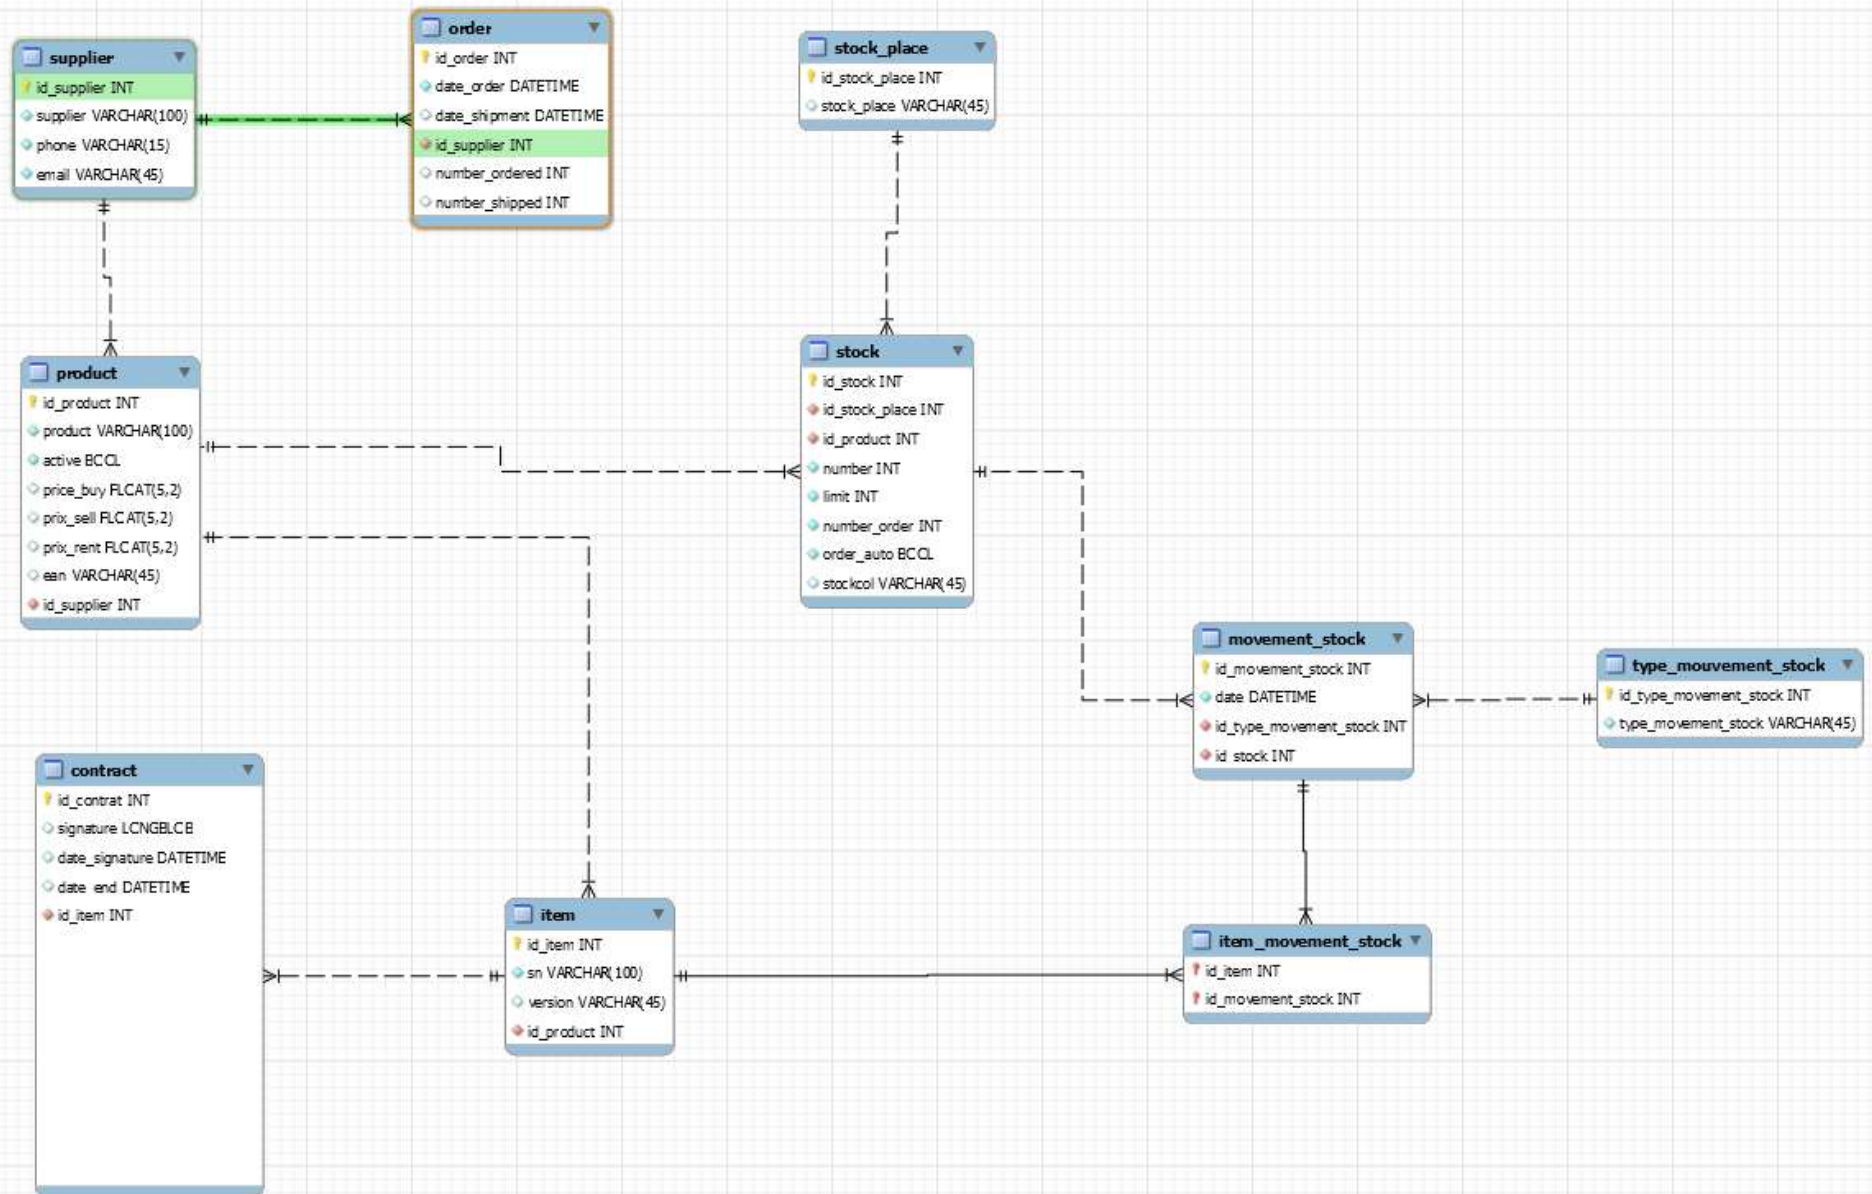 supplier
id_supplier INT
supplier VARCHAR(100)
phone VARCHAR(15)
email VARCHAR(45)
order
id_order INT
date_order DATETIME
date_shipment DATETIME
id_supplier INT
number_ordered INT
number_shipped INT
stock_place
id_stock_place INT
stock_place VARCHAR(45)
product
id_product INT
product VARCHAR(100)
active BOOL
price_buy FLOAT(5,2)
prix_sell FLOAT(5,2)
prix_rent FLOAT(5,2)
ean VARCHAR(45)
id_supplier INT
stock
id_stock INT
id_stock_place INT
id_product INT
number INT
limit INT
number_order INT
order_auto BOOL
stockcol VARCHAR(45)
movement_stock
id_movement_stock INT
date DATETIME
id_type_movement_stock INT
id_stock INT
type_mouvement_stock
id_type_movement_stock INT
type_movement_stock VARCHAR(45)
contract
id_contrat INT
signature LONGBLOB
date_signature DATETIME
date_end DATETIME
id_item INT
item
id_item INT
sn VARCHAR(100)
version VARCHAR(45)
id_product INT
item_movement_stock
id_item INT
id_movement_stock INT